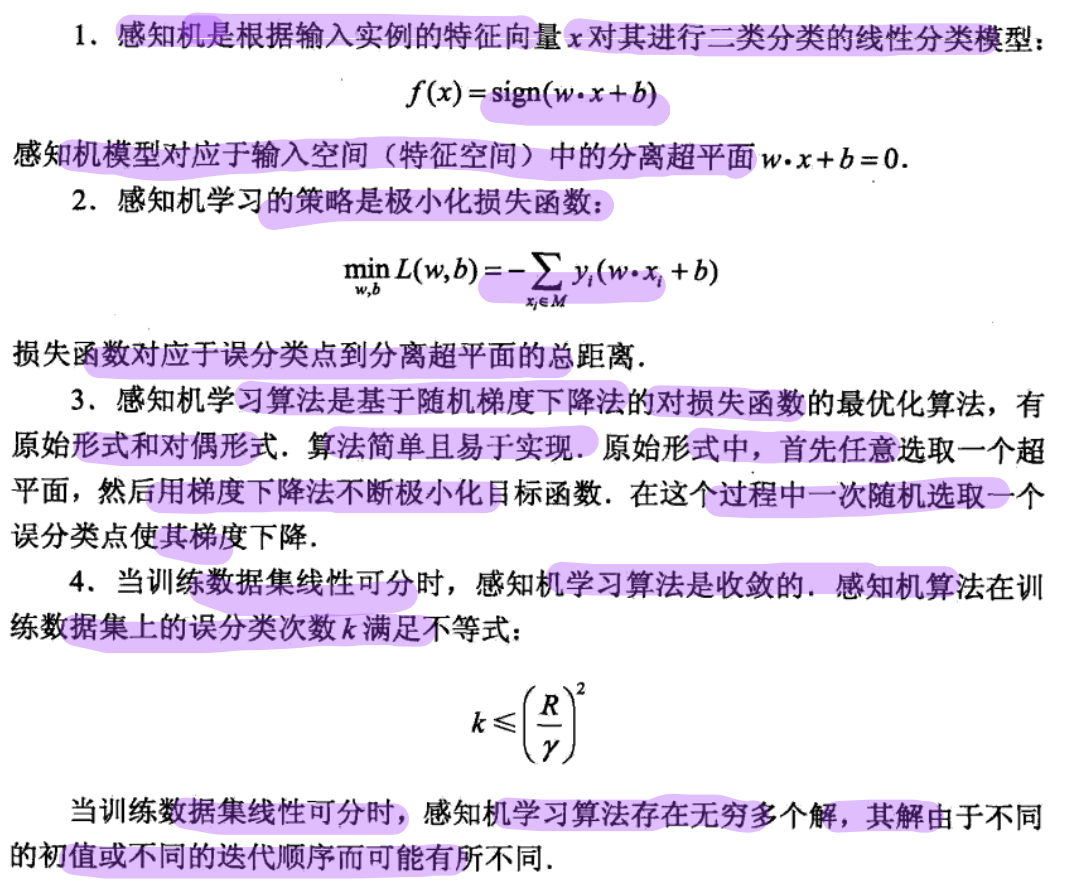 1. 感知机是根据输入实例的特征向量 x 对其进行二类分类的线性分类模型：
f(x) = sign(w·x+b)
感知机模型对应于输入空间（特征空间）中的分离超平面 w·x+b=0.
2. 感知机学习的策略是极小化损失函数：
min_{w,b} L(w,b) = -∑_{x_i∈M} y_i(w·x_i+b)
损失函数对应于误分类点到分离超平面的总距离.
3. 感知机学习算法是基于随机梯度下降法的对损失函数的最优化算法，有
原始形式和对偶形式. 算法简单且易于实现. 原始形式中，首先任意选取一个超
平面，然后用梯度下降法不断极小化目标函数. 在这个过程中一次随机选取一个
误分类点使其梯度下降.
4. 当训练数据集线性可分时，感知机学习算法是收敛的. 感知机算法在训
练数据集上的误分类次数 k 满足不等式：
k ≤ (R/γ)²
当训练数据集线性可分时，感知机学习算法存在无穷多个解，其解由于不同
的初值或不同的迭代顺序而可能有所不同.